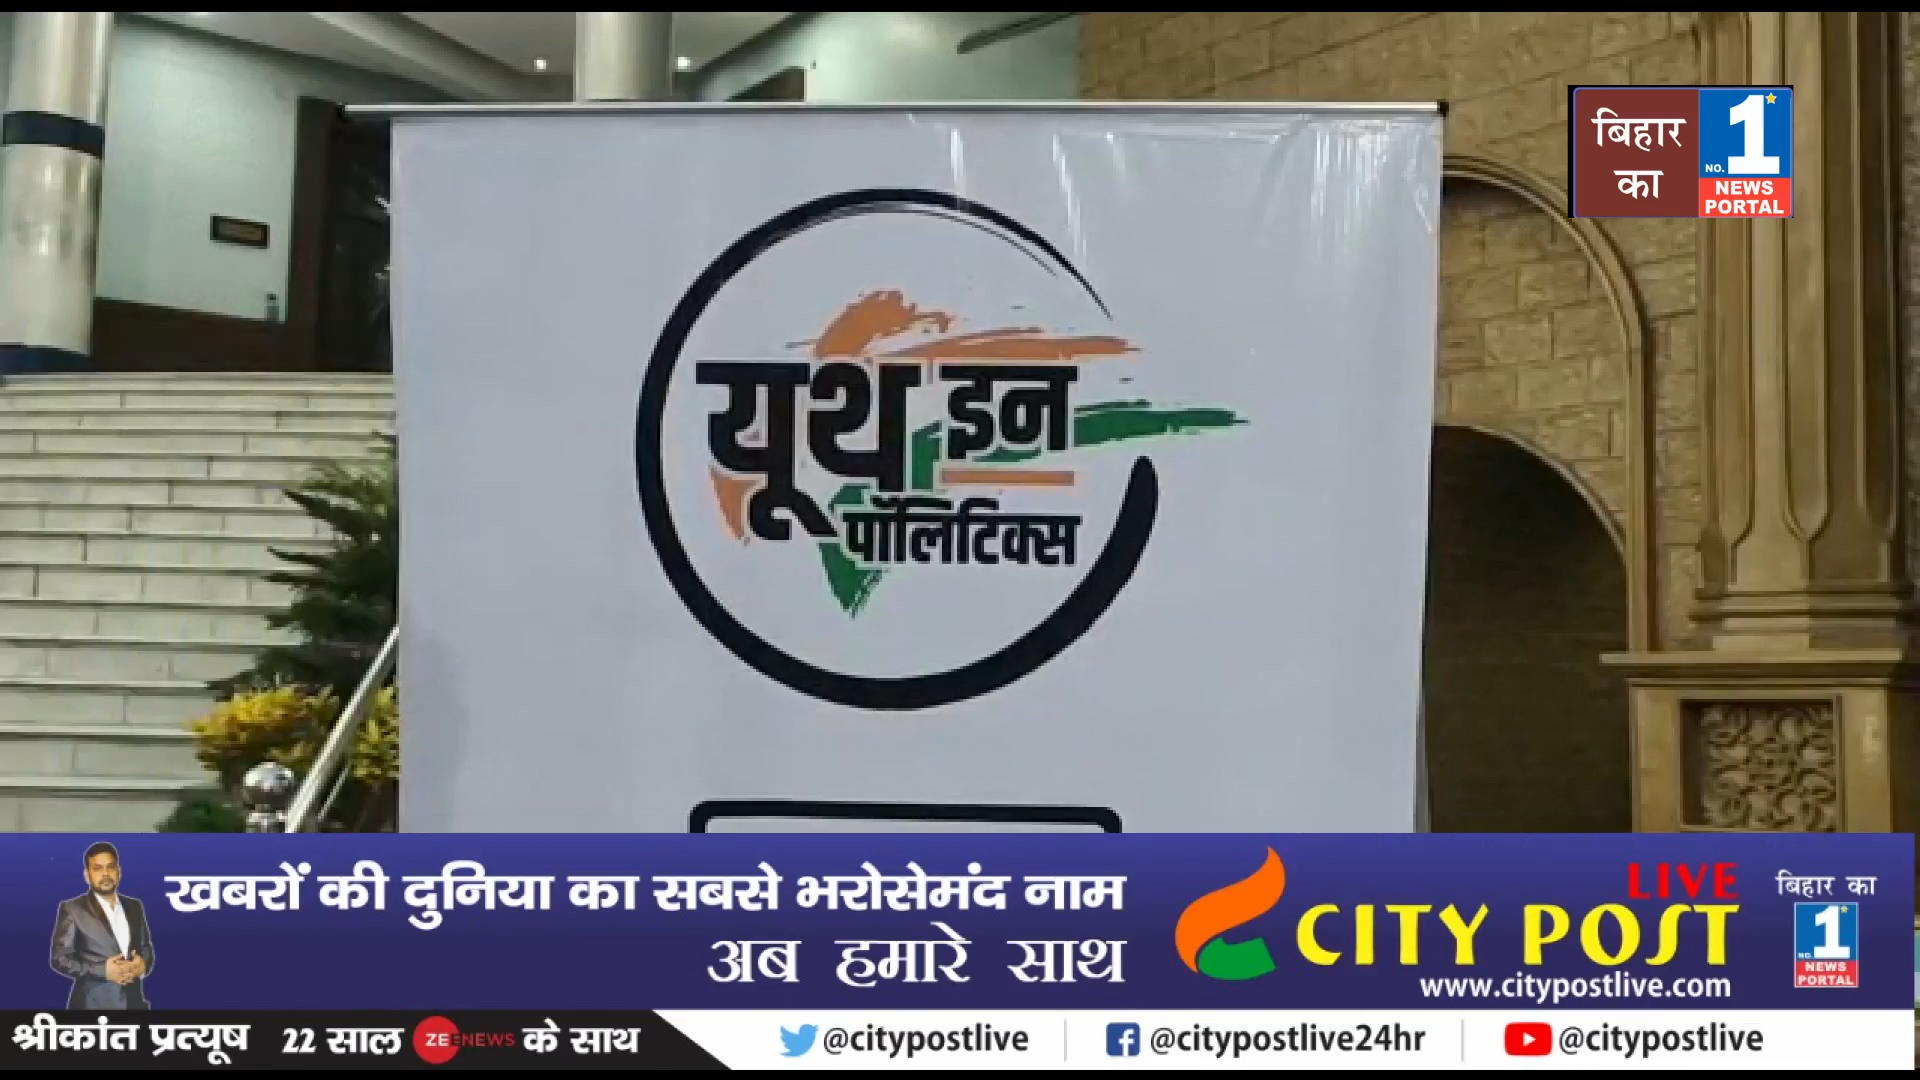 बिहार
का
NO. 1
NEWS
PORTAL
यूथ इन
पॉलिटिक्स
खबरों की दुनिया का सबसे भरोसेमंद नाम
अब हमारे साथ
LIVE
CITY POST
www.citypostlive.com
बिहार का
NO. 1
NEWS
PORTAL
श्रीकांत प्रत्यूष 22 साल ZEE NEWS के साथ
@citypostlive
@citypostlive24hr
@citypostlive